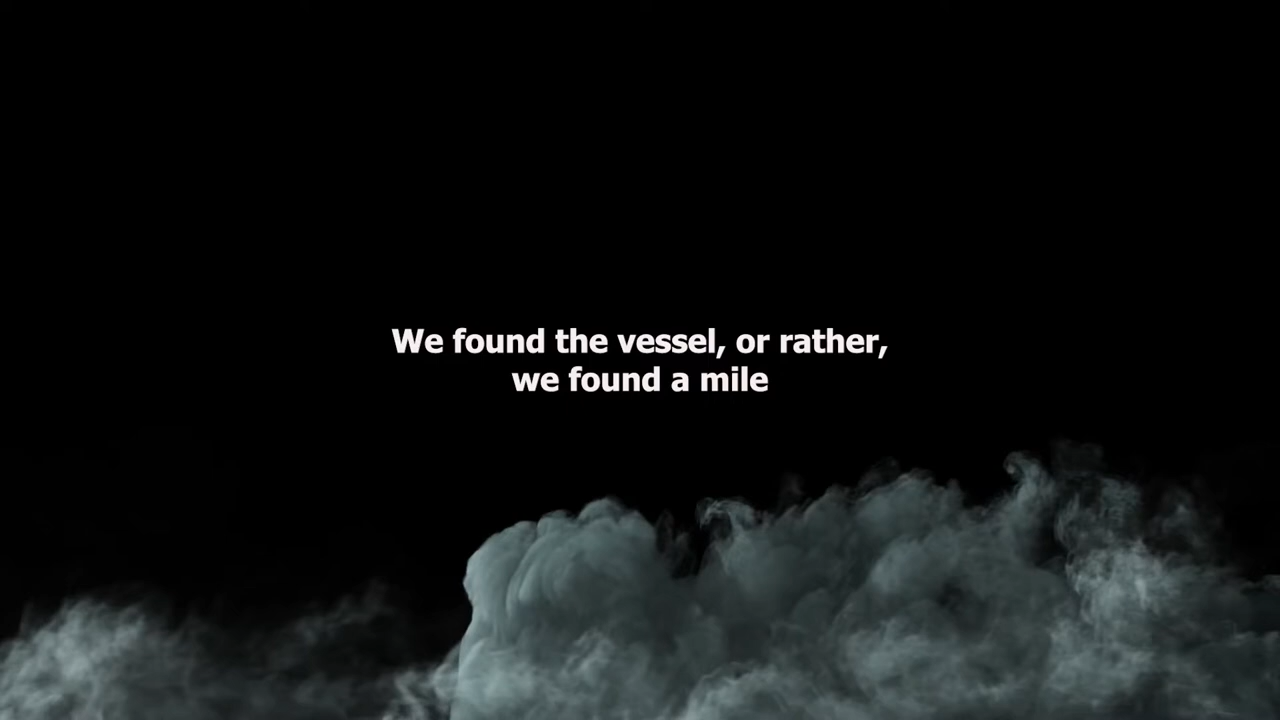 We found the vessel, or rather,
we found a mile